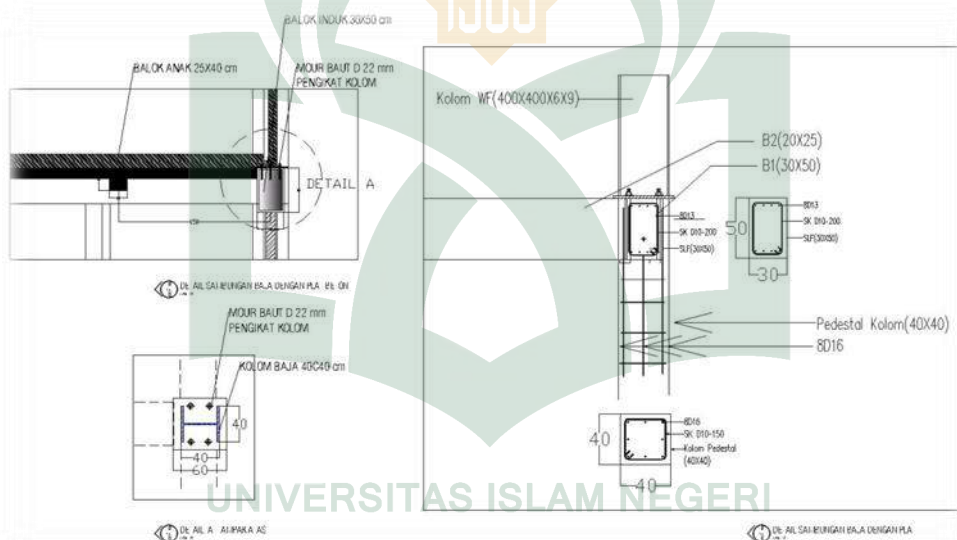 BALOK INDUK 30X50 cm
BALOK ANAK 25X40 cm
MOUR BAUT D 22 mm
PENGIKAT KOLOM
DETAIL A
MOUR BAUT D 22 mm
PENGIKAT KOLOM
KOLOM BAJA 40C40 cm
40
40
60
Kolom WF(400X400X6X9)
B2(20X25)
B1(30X50)
8D13
SK D10-200
SLF(30X50)
50
30
8D13
SK D10-200
SLF(30X50)
Pedestal Kolom(40X40)
8D16
40
40
8D16
SK D10-150
Kolom Pedestal
(40X40)
UNIVERSITAS ISLAM NEGERI